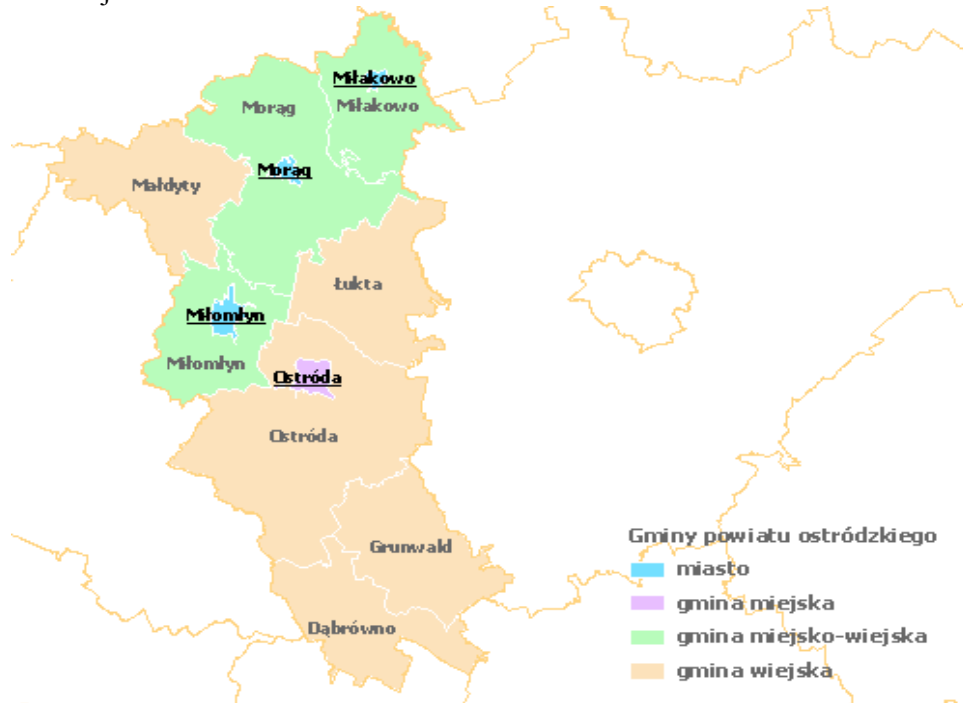 Miłakowo
Miłakowo
Morąg
Morąg
Małdyty
Łukta
Miłomłyn
Miłomłyn
Ostróda
Ostróda
Grunwald
Dąbrówno
Gminy powiatu ostródzkiego
miasto
gmina miejska
gmina miejsko-wiejska
gmina wiejska